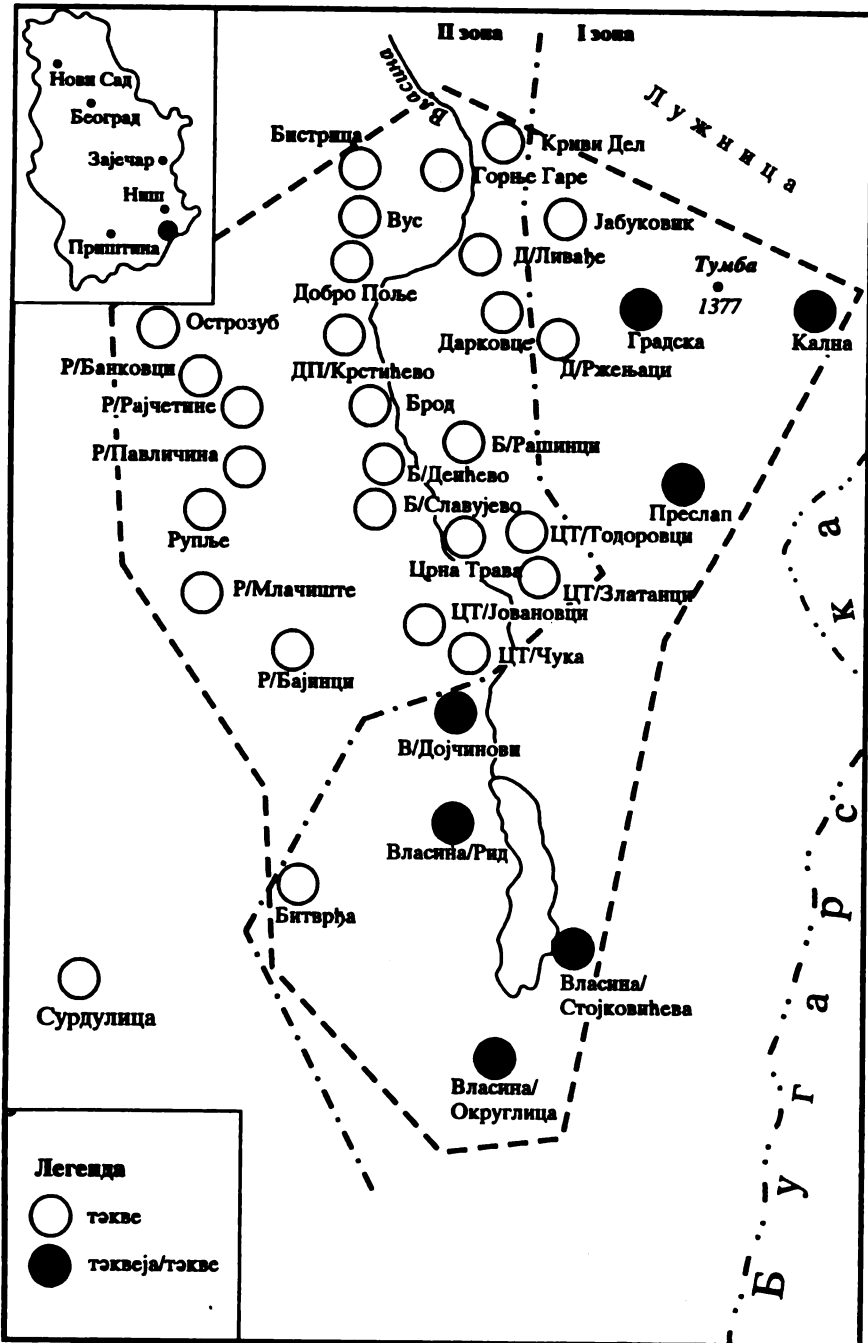 II зона
I зона
Нови Сад
Београд
Зајечар
Ниш
Приштина
Власина
Лужница
Бистрица
Криви Дел
Горње Гаре
Вус
Јабуковик
Д/Ливађе
Тумба
1377
Добро Поље
Острозуб
Дарковце
Градска
Кална
Д/Ржењаци
Р/Банковци
ДП/Крстићево
Р/Рајчетине
Брод
Б/Рашинци
Р/Павличина
Б/Деићево
Б/Славујево
Преслап
Рупље
ЦТ/Тодоровци
Црна Трава
Р/Млачиште
ЦТ/Златанци
ЦТ/Јовановци
ЦТ/Чука
Р/Бајинци
В/Дојчинови
Власина/Рид
Битврђа
Сурдулица
Власина/
Стојковићева
Власина/
Округлица
Бугарска
Легенда
тәкве
тәквеја/тәкве